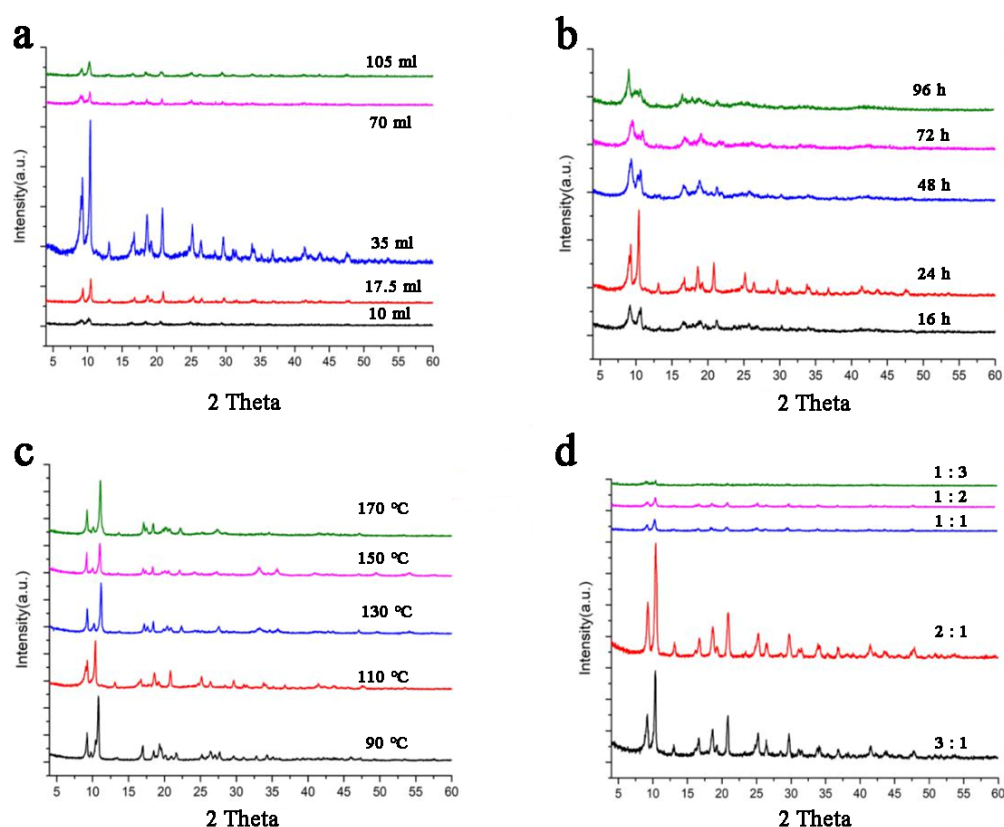 a
105 ml
70 ml
35 ml
17.5 ml
10 ml
Intensity(a.u.)
5 10 15 20 25 30 35 40 45 50 55 60
2 Theta
b
96 h
72 h
48 h
24 h
16 h
Intensity(a.u.)
5 10 15 20 25 30 35 40 45 50 55 60
2 Theta
c
170 °C
150 °C
130 °C
110 °C
90 °C
Intensity(a.u.)
5 10 15 20 25 30 35 40 45 50 55 60
2 Theta
d
1 : 3
1 : 2
1 : 1
2 : 1
3 : 1
Intensity(a.u.)
5 10 15 20 25 30 35 40 45 50 55 60
2 Theta